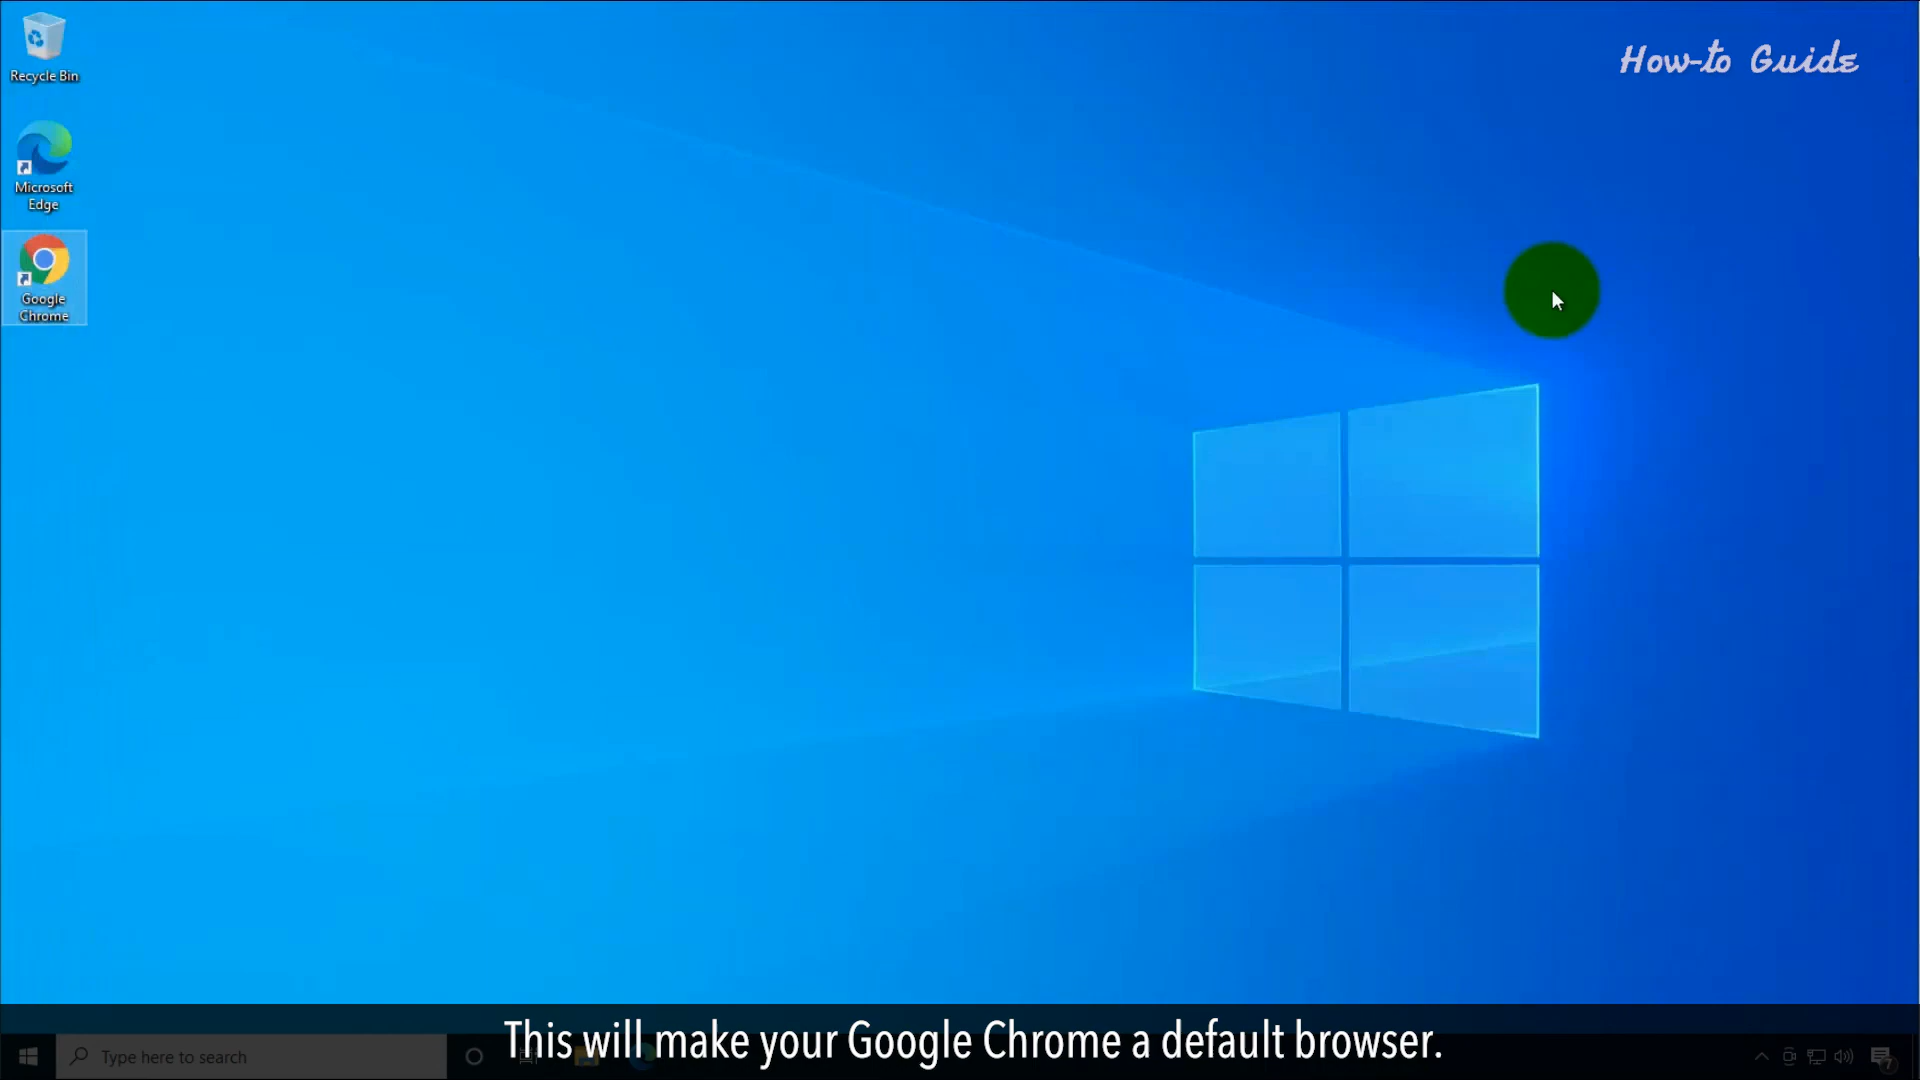 How-to Guide
Recycle Bin
Microsoft
Edge
Google
Chrome
This will make your Google Chrome a default browser.
Type here to search
7